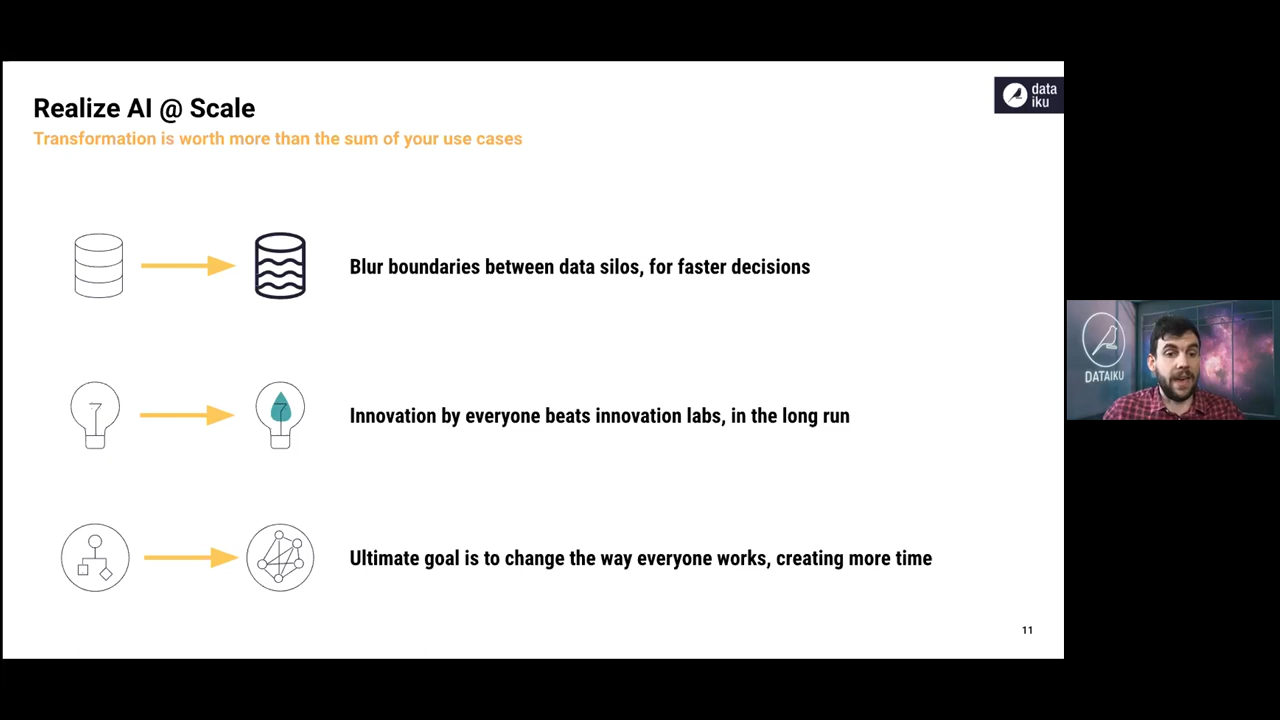 Realize AI @ Scale
data
iku
Transformation is worth more than the sum of your use cases
Blur boundaries between data silos, for faster decisions
Innovation by everyone beats innovation labs, in the long run
Ultimate goal is to change the way everyone works, creating more time
11
DATAIKU